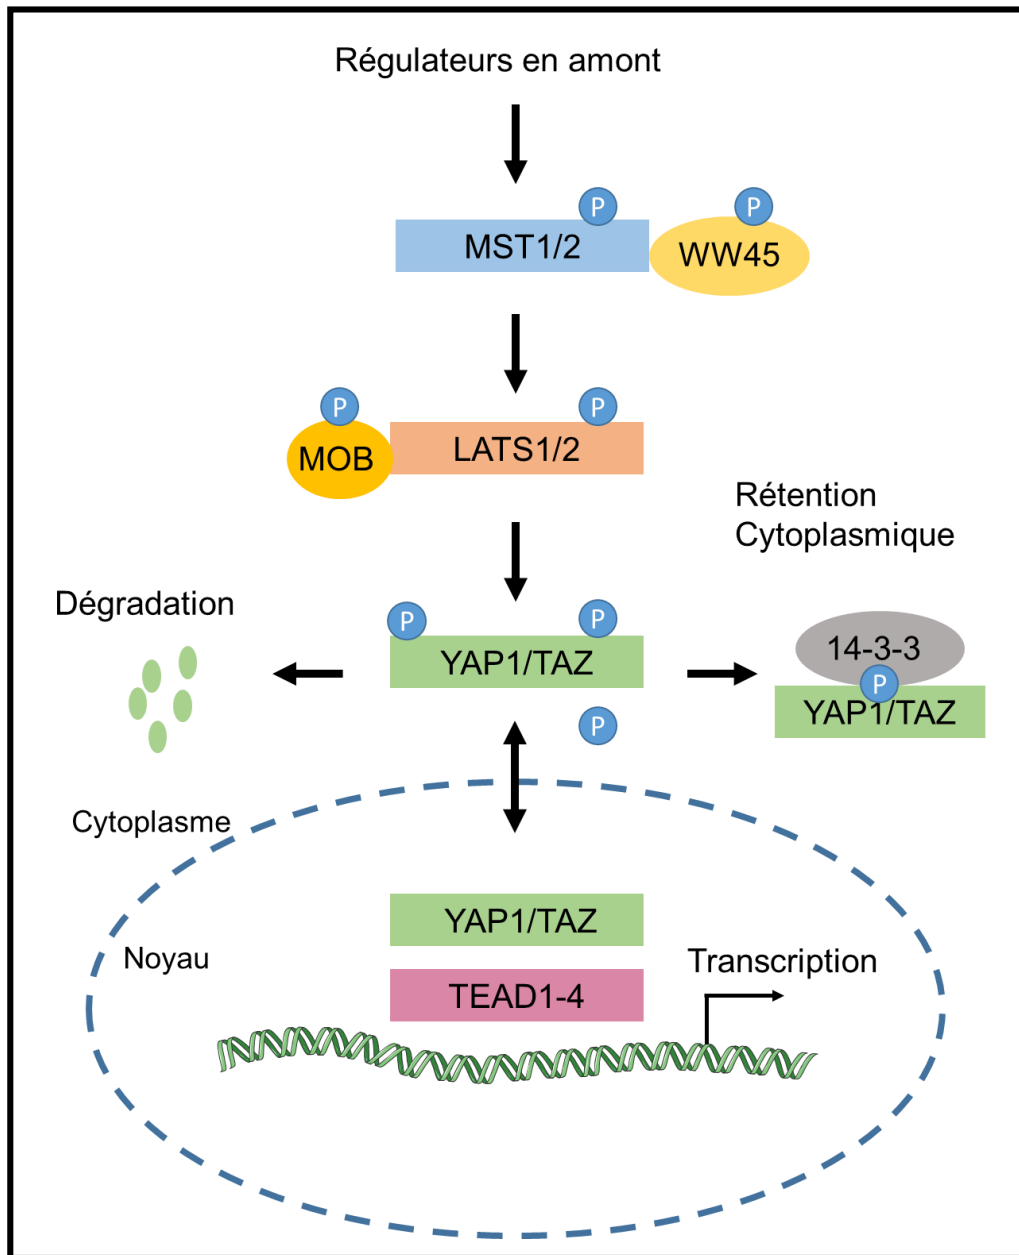 Régulateurs en amont
P
P
MST1/2
WW45
P
P
MOB
LATS1/2
Rétention
Cytoplasmique
Dégradation
P
P
YAP1/TAZ
14-3-3
P
YAP1/TAZ
P
Cytoplasme
YAP1/TAZ
Noyau
Transcription
TEAD1-4